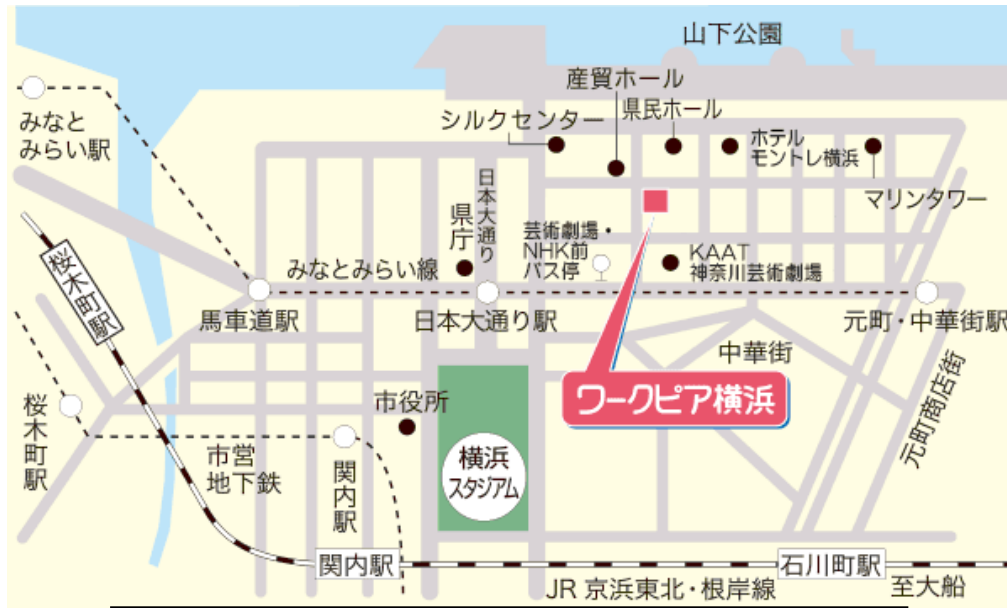 山下公園
産貿ホール
県民ホール
シルクセンター
ホテル
モントレ横浜
マリンタワー
みなと
みらい駅
日本大通り
県庁
芸術劇場・
NHK前
バス停
KAAT
神奈川芸術劇場
みなとみらい線
桜木町駅
馬車道駅
日本大通り駅
元町・中華街駅
中華街
ワークピア横浜
元町商店街
桜木町駅
市役所
市営
地下鉄
関内駅
横浜
スタジアム
関内駅
石川町駅
JR 京浜東北・根岸線
至大船